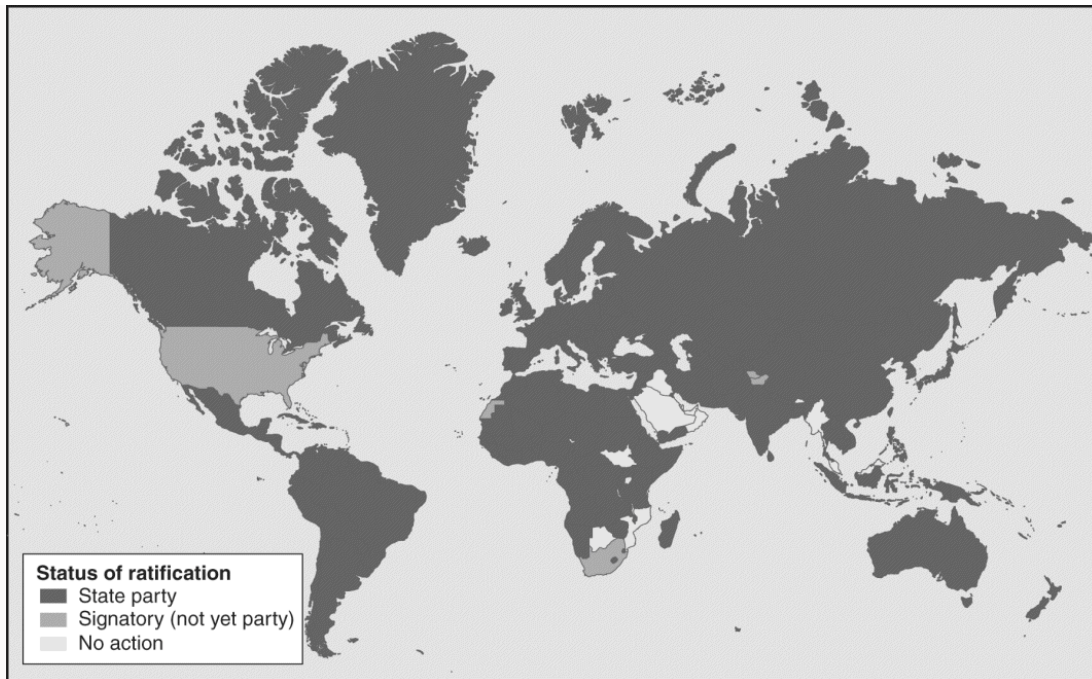 Status of ratification
State party
Signatory (not yet party)
No action